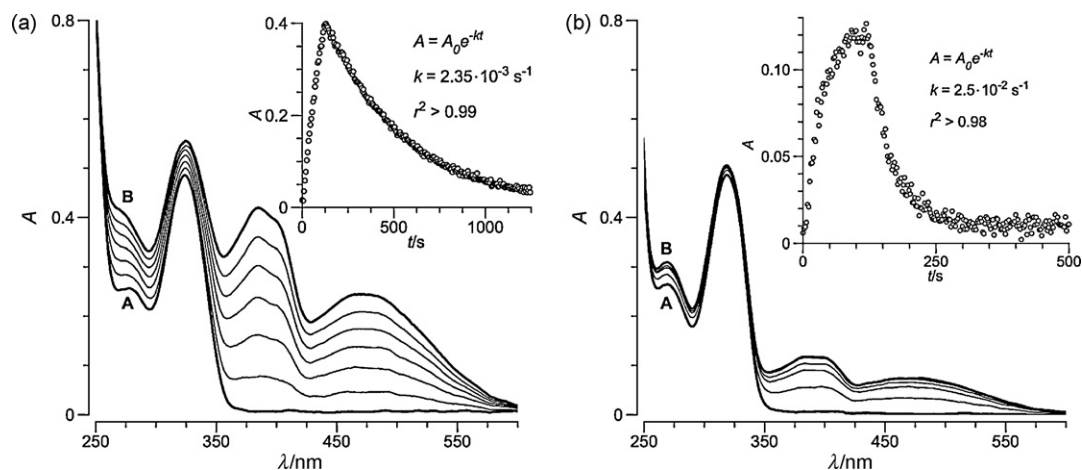 (a)
0.8
0.4
0
A
250
350
450
550
λ/nm
B
A
0.4
0.2
0
A
0
500
1000
t/s
A = A₀e⁻ᵏᵗ
k = 2.35·10⁻³ s⁻¹
r² > 0.99
(b)
0.8
0.4
0
A
250
350
450
550
λ/nm
B
A
0.10
0.05
0
A
0
250
500
t/s
A = A₀e⁻ᵏᵗ
k = 2.5·10⁻² s⁻¹
r² > 0.98